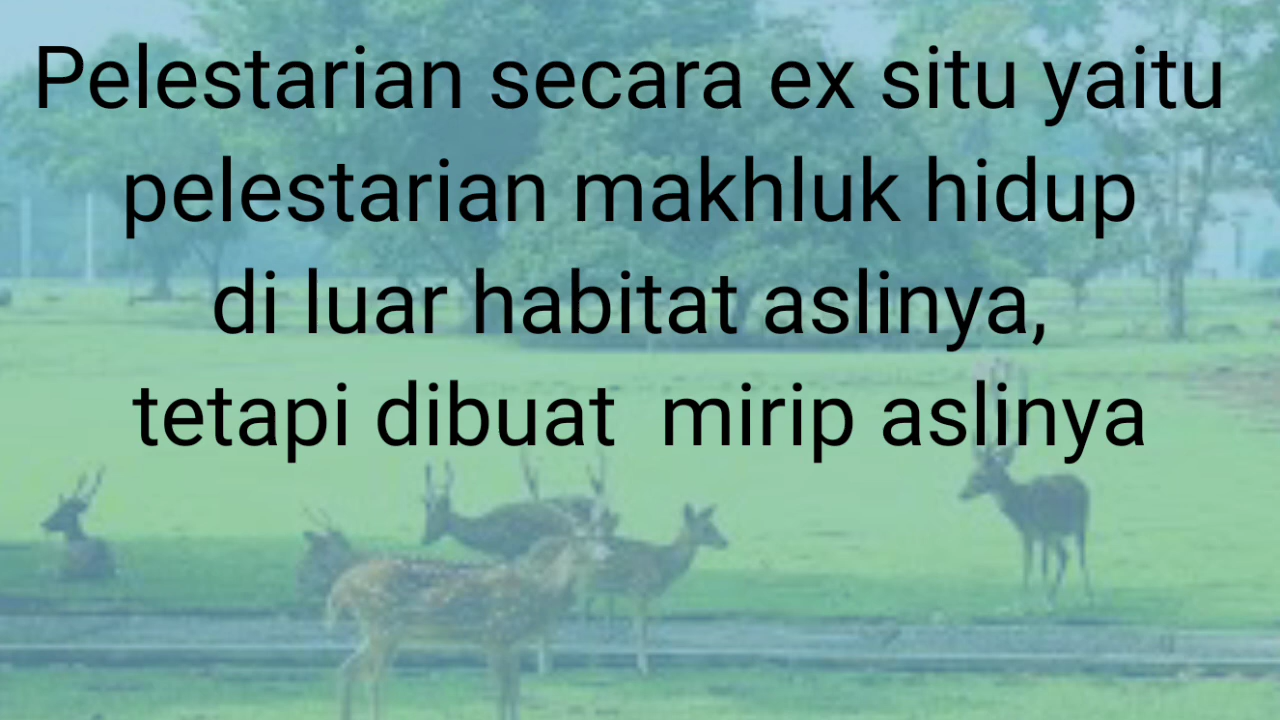 Pelestarian secara ex situ yaitu
pelestarian makhluk hidup
di luar habitat aslinya,
tetapi dibuat  mirip aslinya